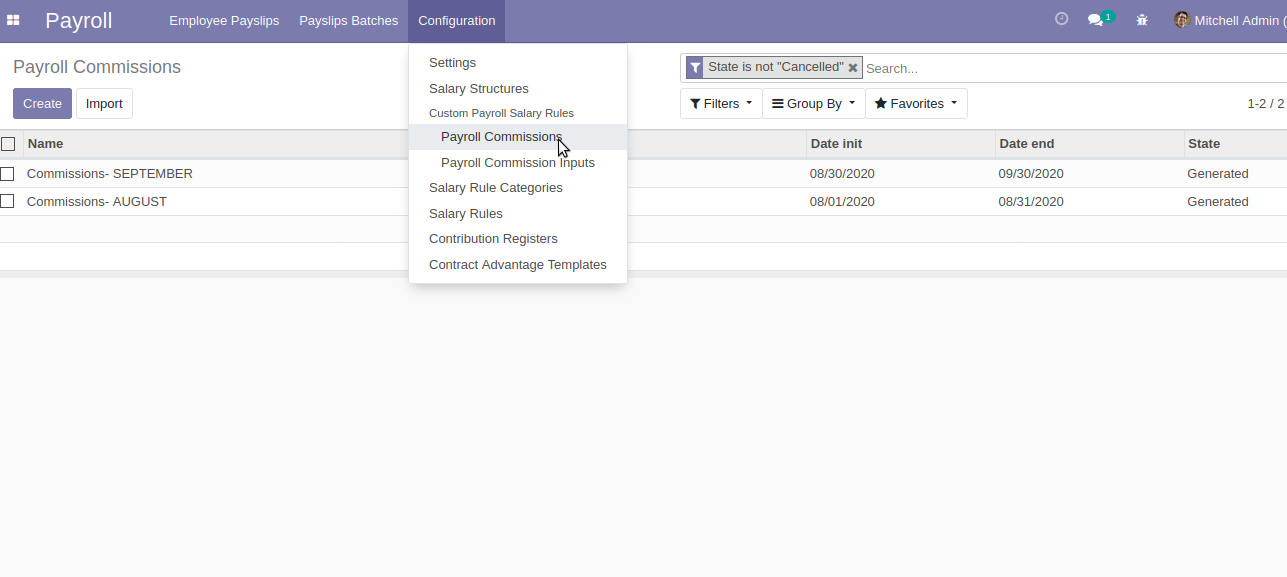 Payroll Employee Payslips Payslips Batches Configuration 1 Mitchell Admin (
Payroll Commissions
State is not "Cancelled" Search...
Create Import
Filters Group By Favorites 1-2 / 2
Settings
Salary Structures
Custom Payroll Salary Rules
Payroll Commissions
Payroll Commission Inputs
Salary Rule Categories
Salary Rules
Contribution Registers
Contract Advantage Templates
Name Date init Date end State
Commissions- SEPTEMBER 08/30/2020 09/30/2020 Generated
Commissions- AUGUST 08/01/2020 08/31/2020 Generated